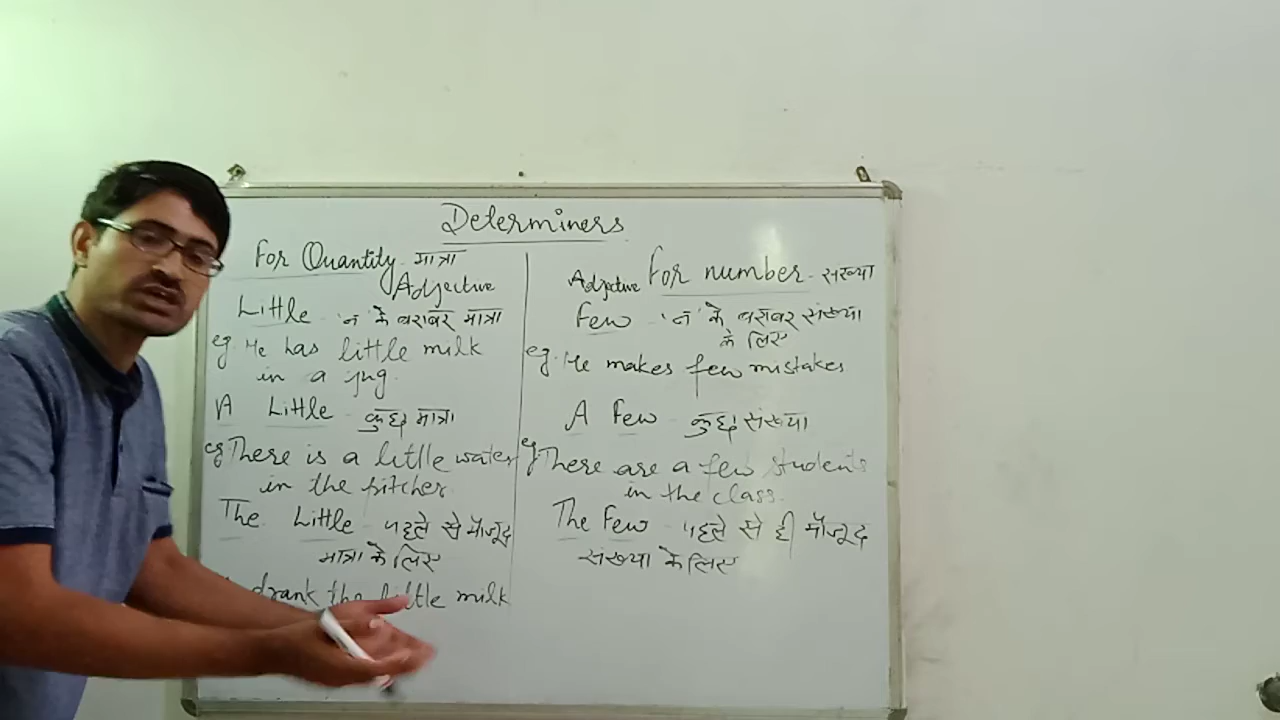 Determiners
For Quantity - मात्रा
Adjective
Little - 'न' के बराबर मात्रा
eg. He has little milk
in a jug.
A Little - कुछ मात्रा
eg There is a little water
in the pitcher.
The Little - पहले से मौजूद
मात्रा के लिए
drank the little milk
Adjective For number - संख्या
Few - 'न' के बराबर संख्या
के लिए
eg. He makes few mistakes
A Few - कुछ संख्या
eg There are a few students
in the class.
The Few - पहले से ही मौजूद
संख्या के लिए